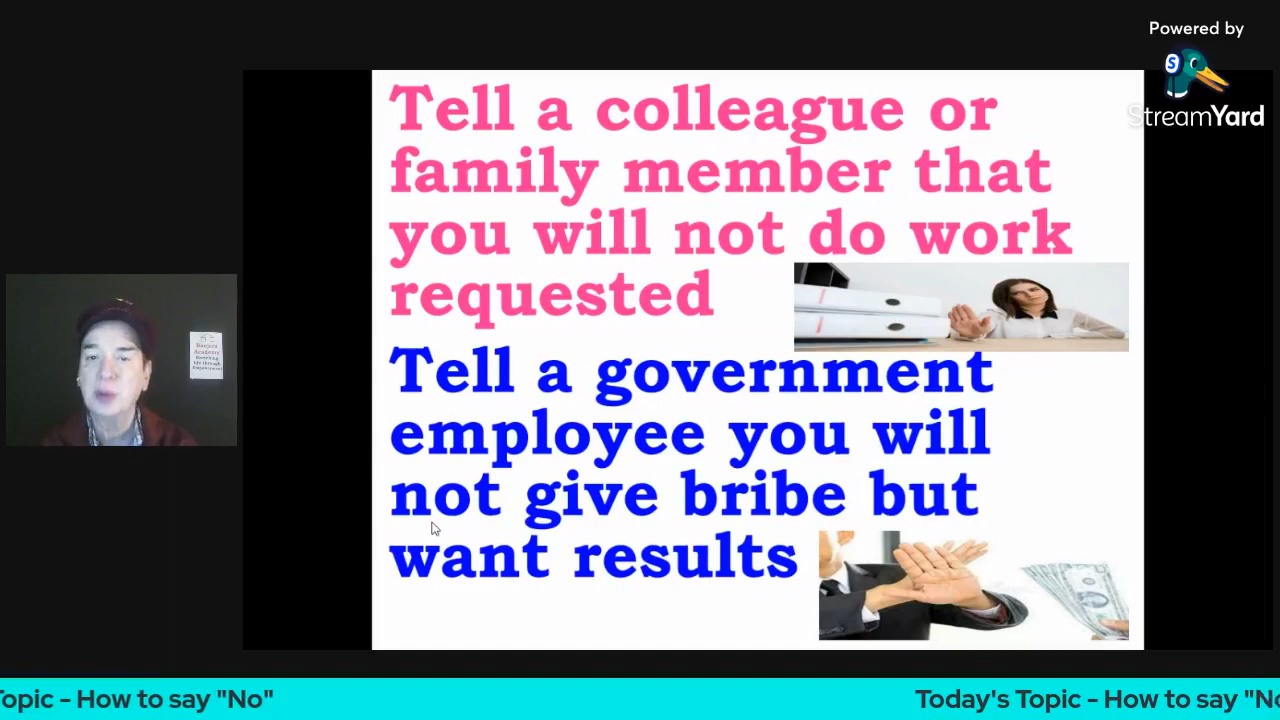 Powered by
StreamYard
Tell a colleague or
family member that
you will not do work
requested
Tell a government
employee you will
not give bribe but
want results
Academy
Topic - How to say "No"
Today's Topic - How to say "No